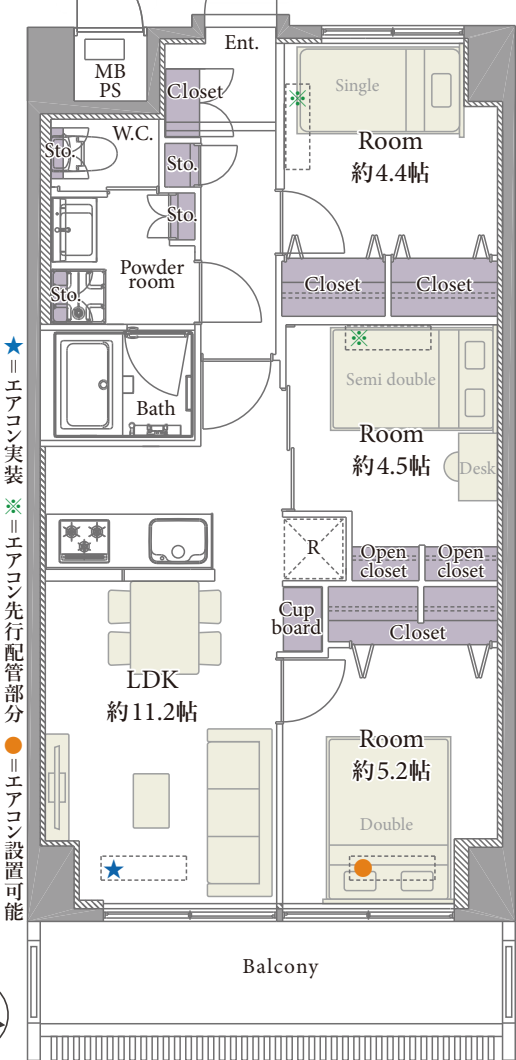 Ent.
MB
PS
Closet
Single
W.C.
Room
約4.4帖
※
Sto.
Sto.
Sto.
Powder
room
Sto.
Closet
Closet
※
Semi double
Bath
Room
約4.5帖
Desk
R
Open
closet
Open
closet
Cup
board
Closet
LDK
約11.2帖
Room
約5.2帖
Double
★
●
Balcony
★=エアコン実装 ※=エアコン先行配管部分 ●=エアコン設置可能